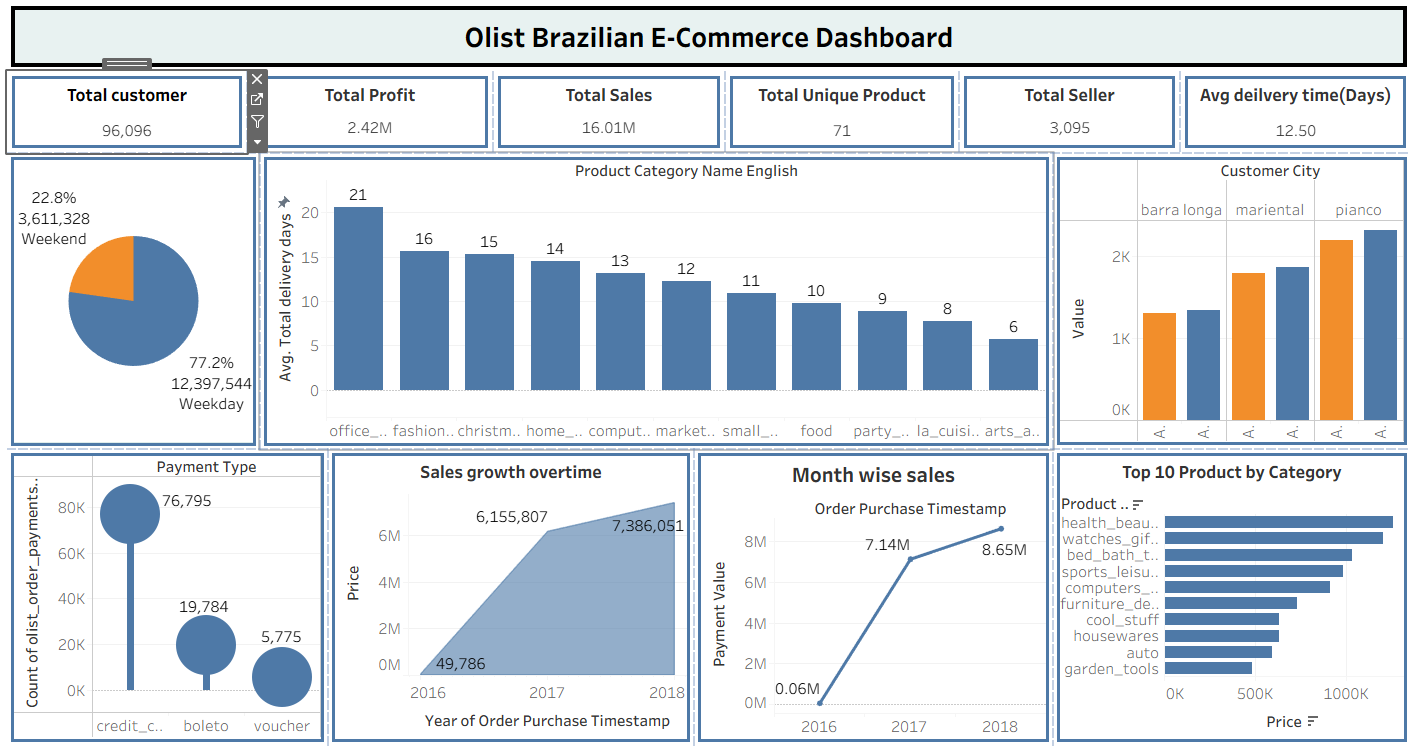 Olist Brazilian E-Commerce Dashboard
Total customer
96,096
Total Profit
2.42M
Total Sales
16.01M
Total Unique Product
71
Total Seller
3,095
Avg deilvery time(Days)
12.50
22.8%
3,611,328
Weekend
77.2%
12,397,544
Weekday
Product Category Name English
Avg. Total delivery days
20
15
10
5
0
21
16
15
14
13
12
11
10
9
8
6
office_..
fashion..
christm..
home_..
comput..
market..
small_..
food
party_..
la_cuisi..
arts_a..
Customer City
barra longa
mariental
pianco
Value
2K
1K
0K
A.
A.
A.
A.
A.
A.
Payment Type
Count of olist_order_payments..
80K
60K
40K
20K
0K
76,795
19,784
5,775
credit_c..
boleto
voucher
Sales growth overtime
Price
6M
4M
2M
0M
49,786
6,155,807
7,386,051
2016
2017
2018
Year of Order Purchase Timestamp
Month wise sales
Order Purchase Timestamp
Payment Value
8M
6M
4M
2M
0M
0.06M
7.14M
8.65M
2016
2017
2018
Top 10 Product by Category
Product ..
health_beau..
watches_gif..
bed_bath_t..
sports_leisu..
computers_..
furniture_de..
cool_stuff
housewares
auto
garden_tools
0K
500K
1000K
Price